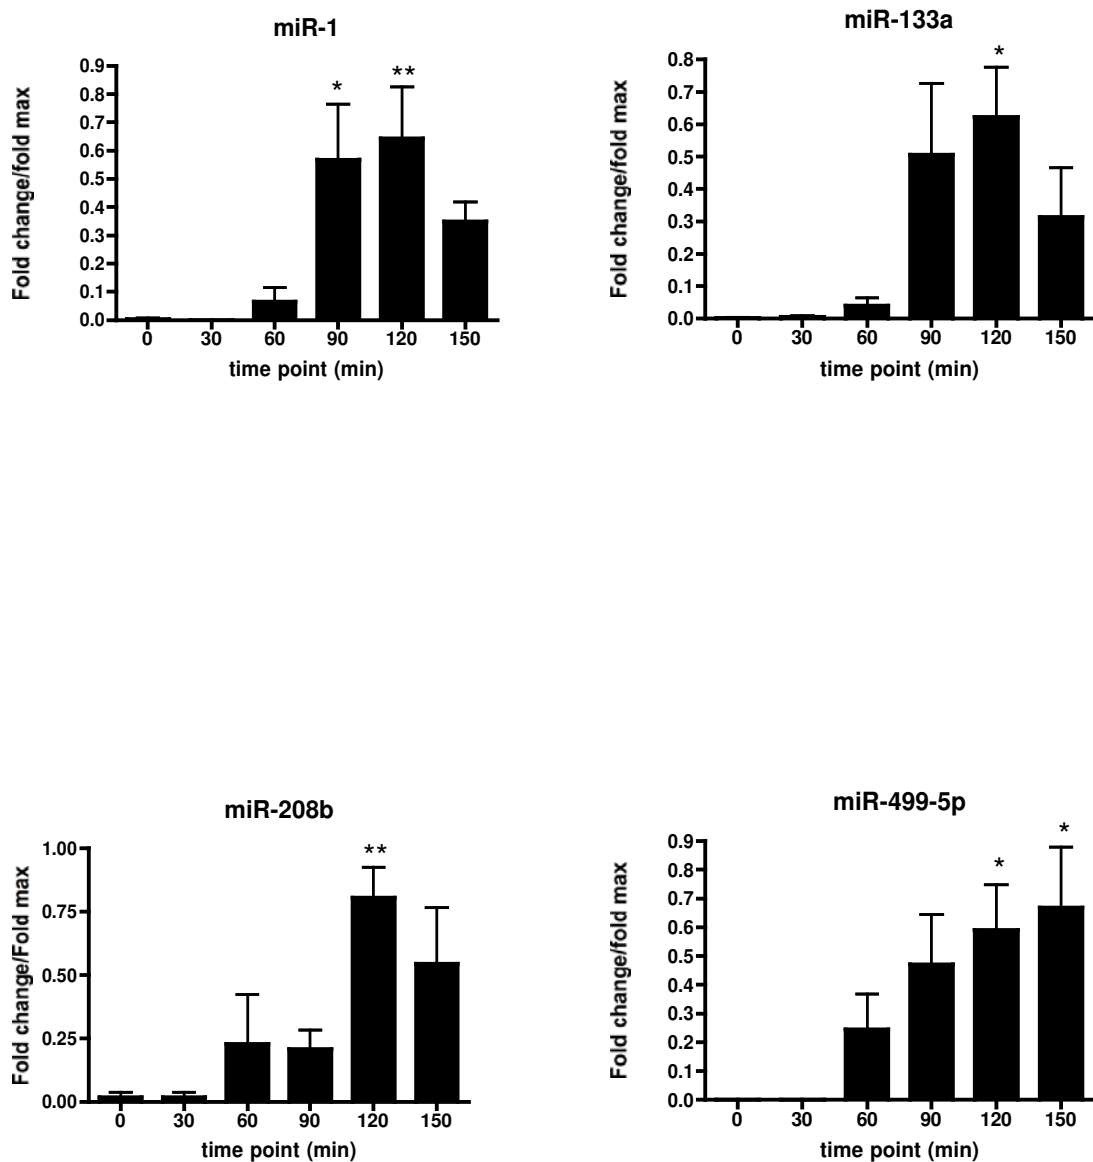 miR-1
*
**
0.9
0.8
0.7
0.6
0.5
0.4
0.3
0.2
0.1
0.0
Fold change/fold max
0 30 60 90 120 150
time point (min)
miR-133a
*
0.8
0.7
0.6
0.5
0.4
0.3
0.2
0.1
0.0
Fold change/fold max
0 30 60 90 120 150
time point (min)
miR-208b
**
1.00
0.75
0.50
0.25
0.00
Fold change/Fold max
0 30 60 90 120 150
time point (min)
miR-499-5p
*
*
0.9
0.8
0.7
0.6
0.5
0.4
0.3
0.2
0.1
0.0
Fold change/fold max
0 30 60 90 120 150
time point (min)